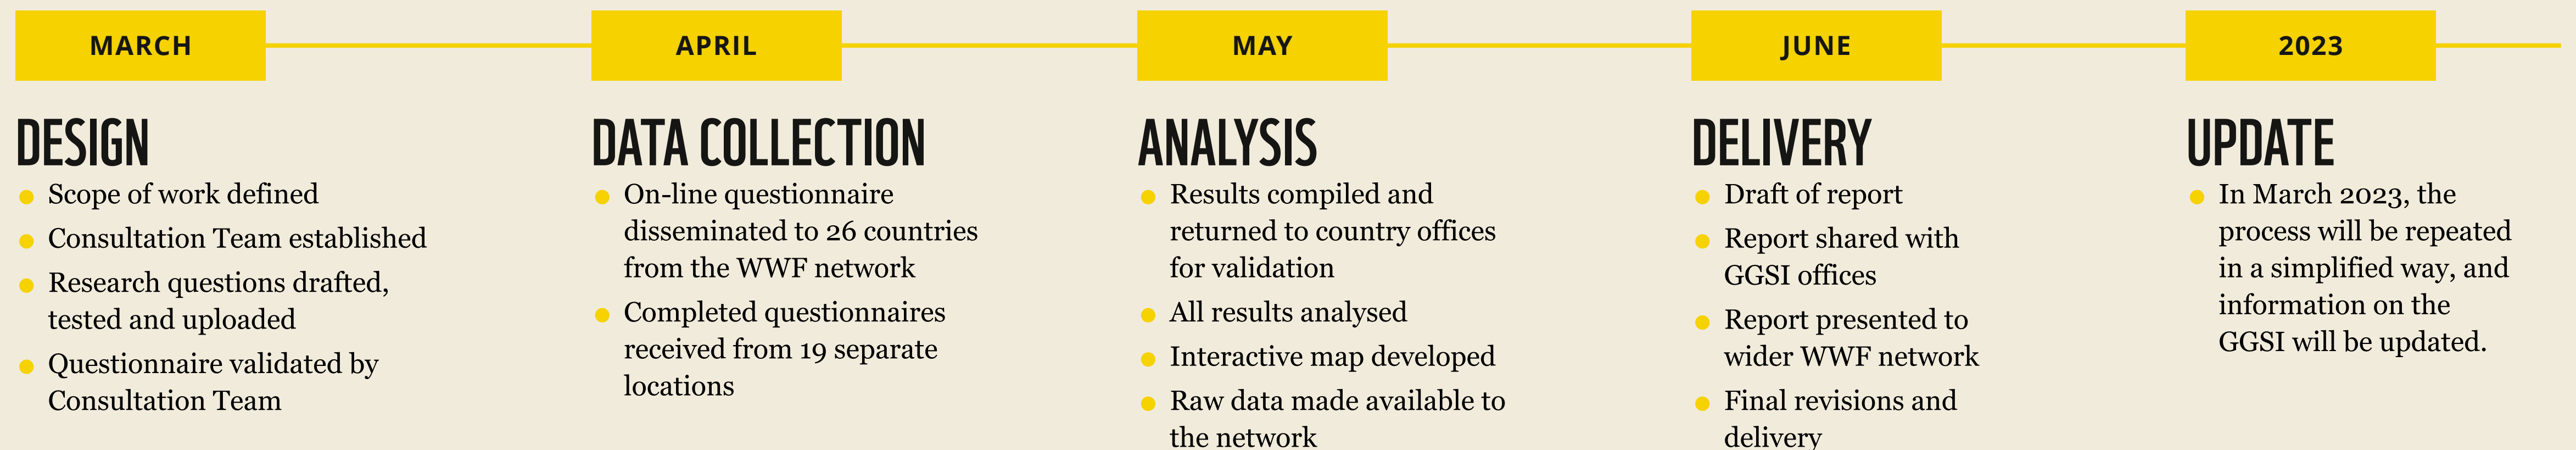 MARCH
DESIGN
Scope of work defined
Consultation Team established
Research questions drafted,
tested and uploaded
Questionnaire validated by
Consultation Team
APRIL
DATA COLLECTION
On-line questionnaire
disseminated to 26 countries
from the WWF network
Completed questionnaires
received from 19 separate
locations
MAY
ANALYSIS
Results compiled and
returned to country offices
for validation
All results analysed
Interactive map developed
Raw data made available to
the network
JUNE
DELIVERY
Draft of report
Report shared with
GGSI offices
Report presented to
wider WWF network
Final revisions and
delivery
2023
UPDATE
In March 2023, the
process will be repeated
in a simplified way, and
information on the
GGSI will be updated.